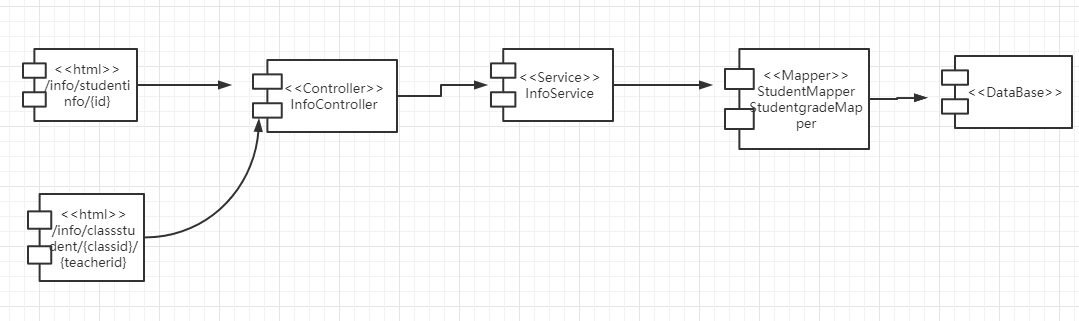 <<html>>
/info/studenti
nfo/{id}
<<Controller>>
InfoController
<<Service>>
InfoService
<<Mapper>>
StudentMapper
StudentgradeMap
per
<<DataBase>>
<<html>>
/info/classstu
dent/{classid}/
{teacherid}